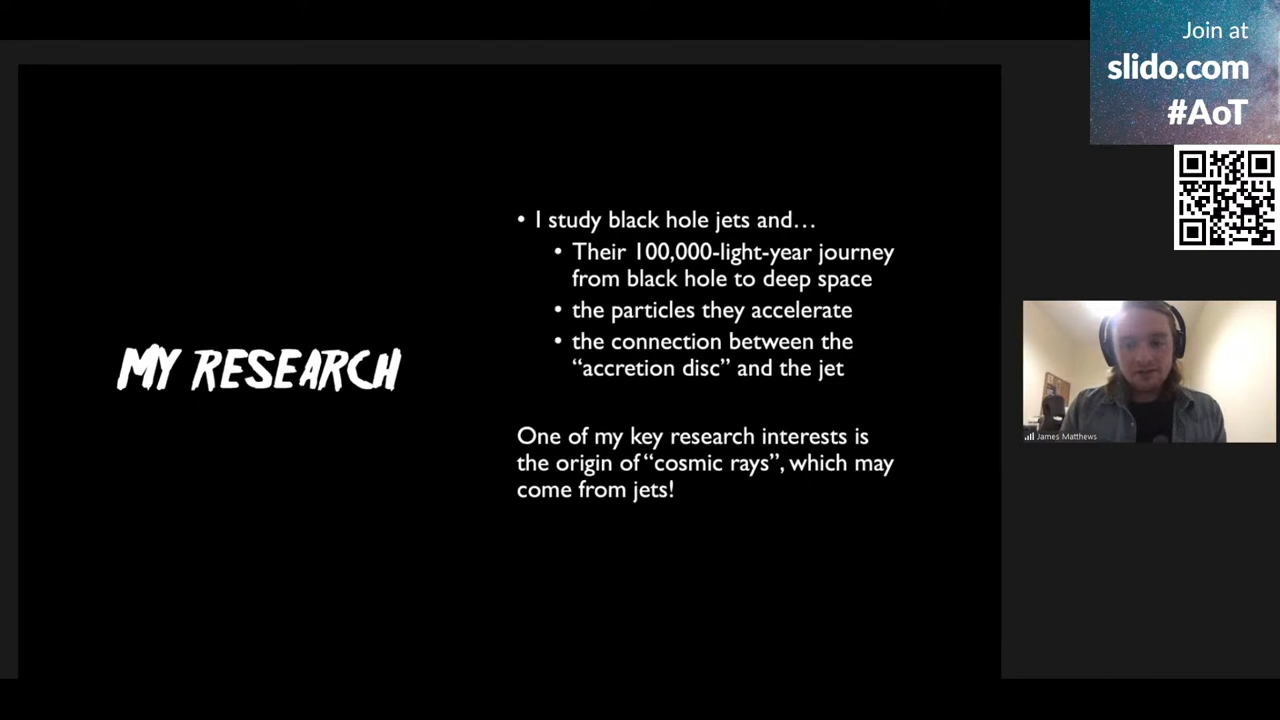 Join at
slido.com
#AoT
MY RESEARCH
• I study black hole jets and…
• Their 100,000-light-year journey
from black hole to deep space
• the particles they accelerate
• the connection between the
“accretion disc” and the jet
One of my key research interests is
the origin of “cosmic rays”, which may
come from jets!
James Matthews